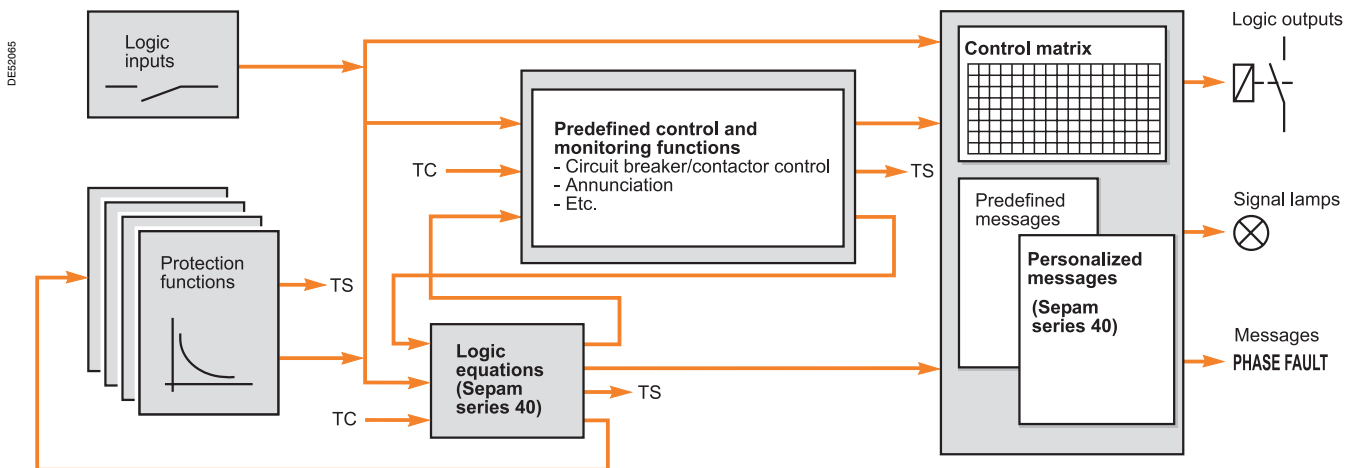 DE52065
Logic
inputs
Protection
functions
TS
TC
Predefined control and
monitoring functions
- Circuit breaker/contactor control
- Annunciation
- Etc.
TS
Logic
equations
(Sepam
series 40)
TC
TS
Control matrix
Predefined
messages
Personalized
messages
(Sepam
series 40)
Logic outputs
Signal lamps
Messages
PHASE FAULT